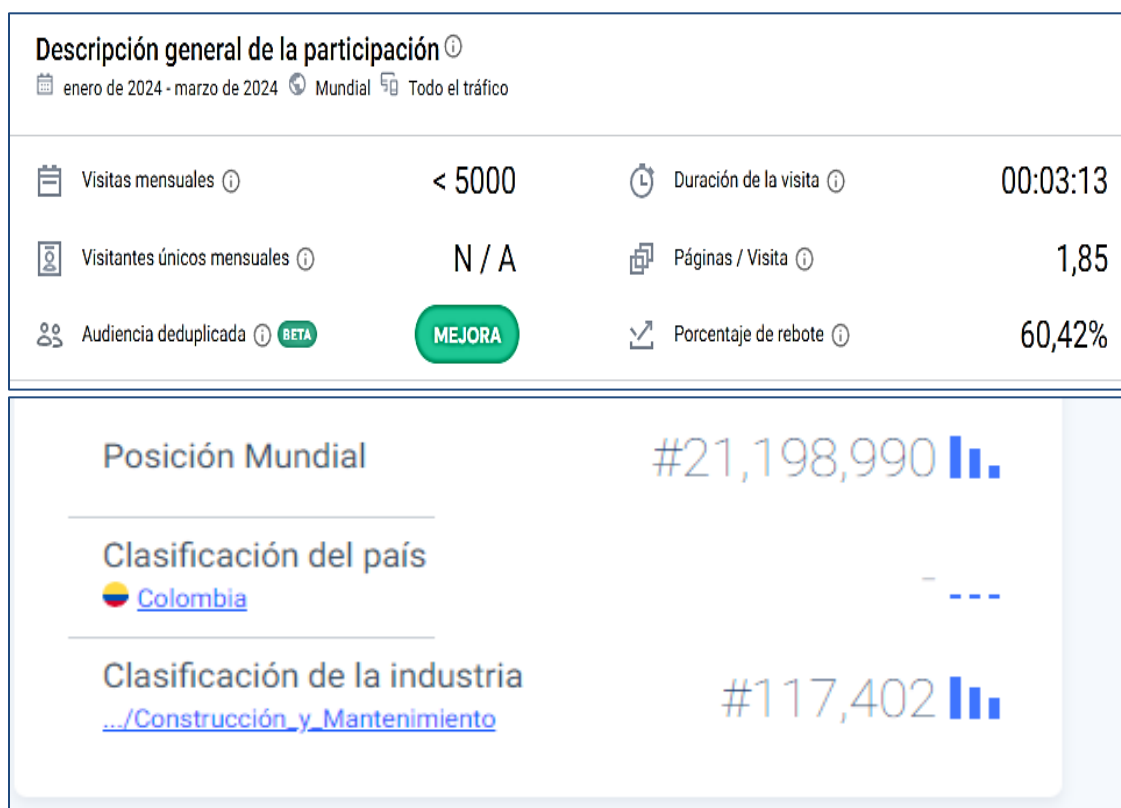 Descripción general de la participación
enero de 2024 - marzo de 2024 Mundial Todo el tráfico
Visitas mensuales < 5000 Duración de la visita 00:03:13
Visitantes únicos mensuales N / A Páginas / Visita 1,85
Audiencia deduplicada BETA MEJORA Porcentaje de rebote 60,42%
Posición Mundial #21,198,990
Clasificación del país -
Colombia
Clasificación de la industria #117,402
.../Construcción_y_Mantenimiento